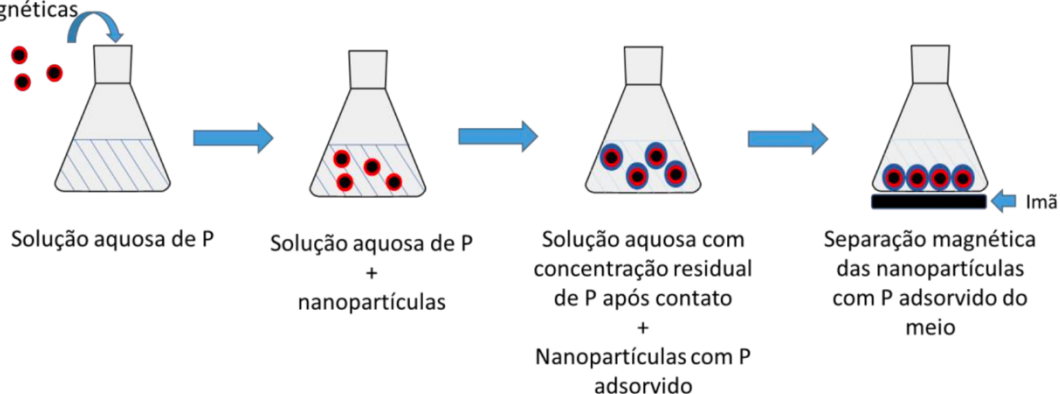 gnéticas
Imã
Solução aquosa de P
Solução aquosa de P
+
nanopartículas
Solução aquosa com
concentração residual
de P após contato
+
Nanopartículas com P
adsorvido
Separação magnética
das nanopartículas
com P adsorvido do
meio